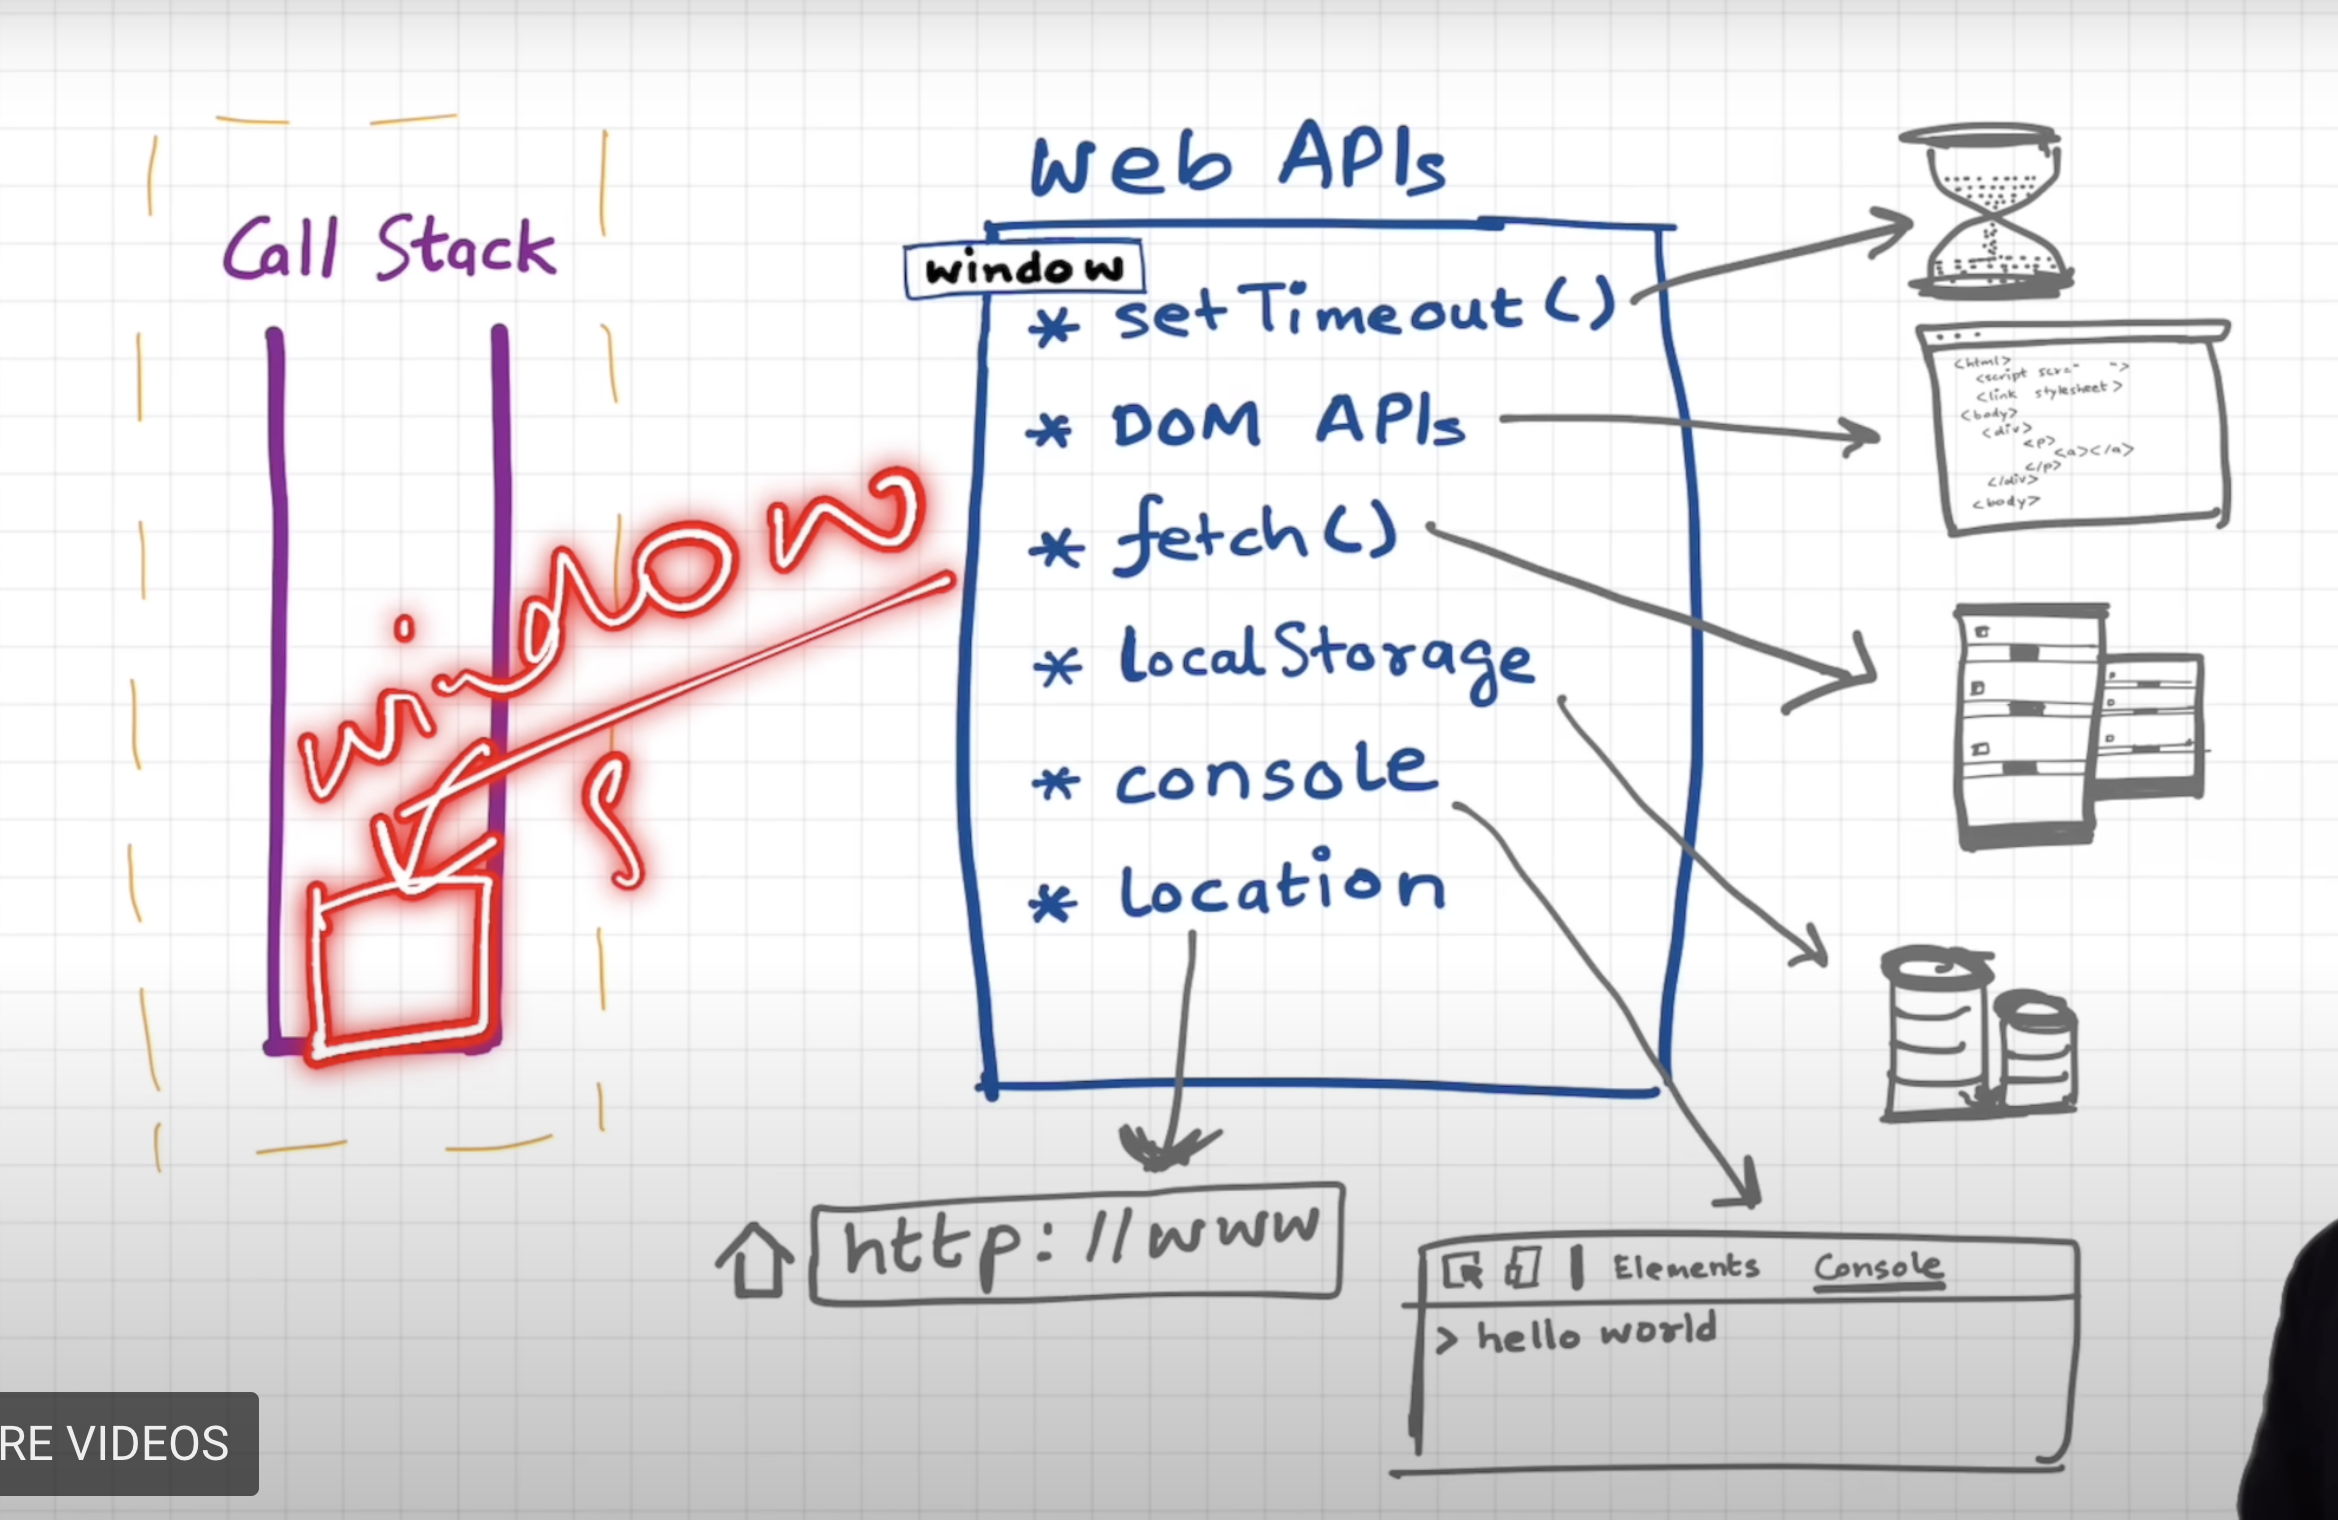 Web APIs
Call Stack
window
* setTimeout ()
* DOM APIs
* fetch ()
* localStorage
* console
* location
window
<html>
<script scr=" ">
<link stylesheet>
<body>
<div>
<p>
<a></a>
</p>
</div>
<body>
http://www
Elements Console
> hello world
RE VIDEOS